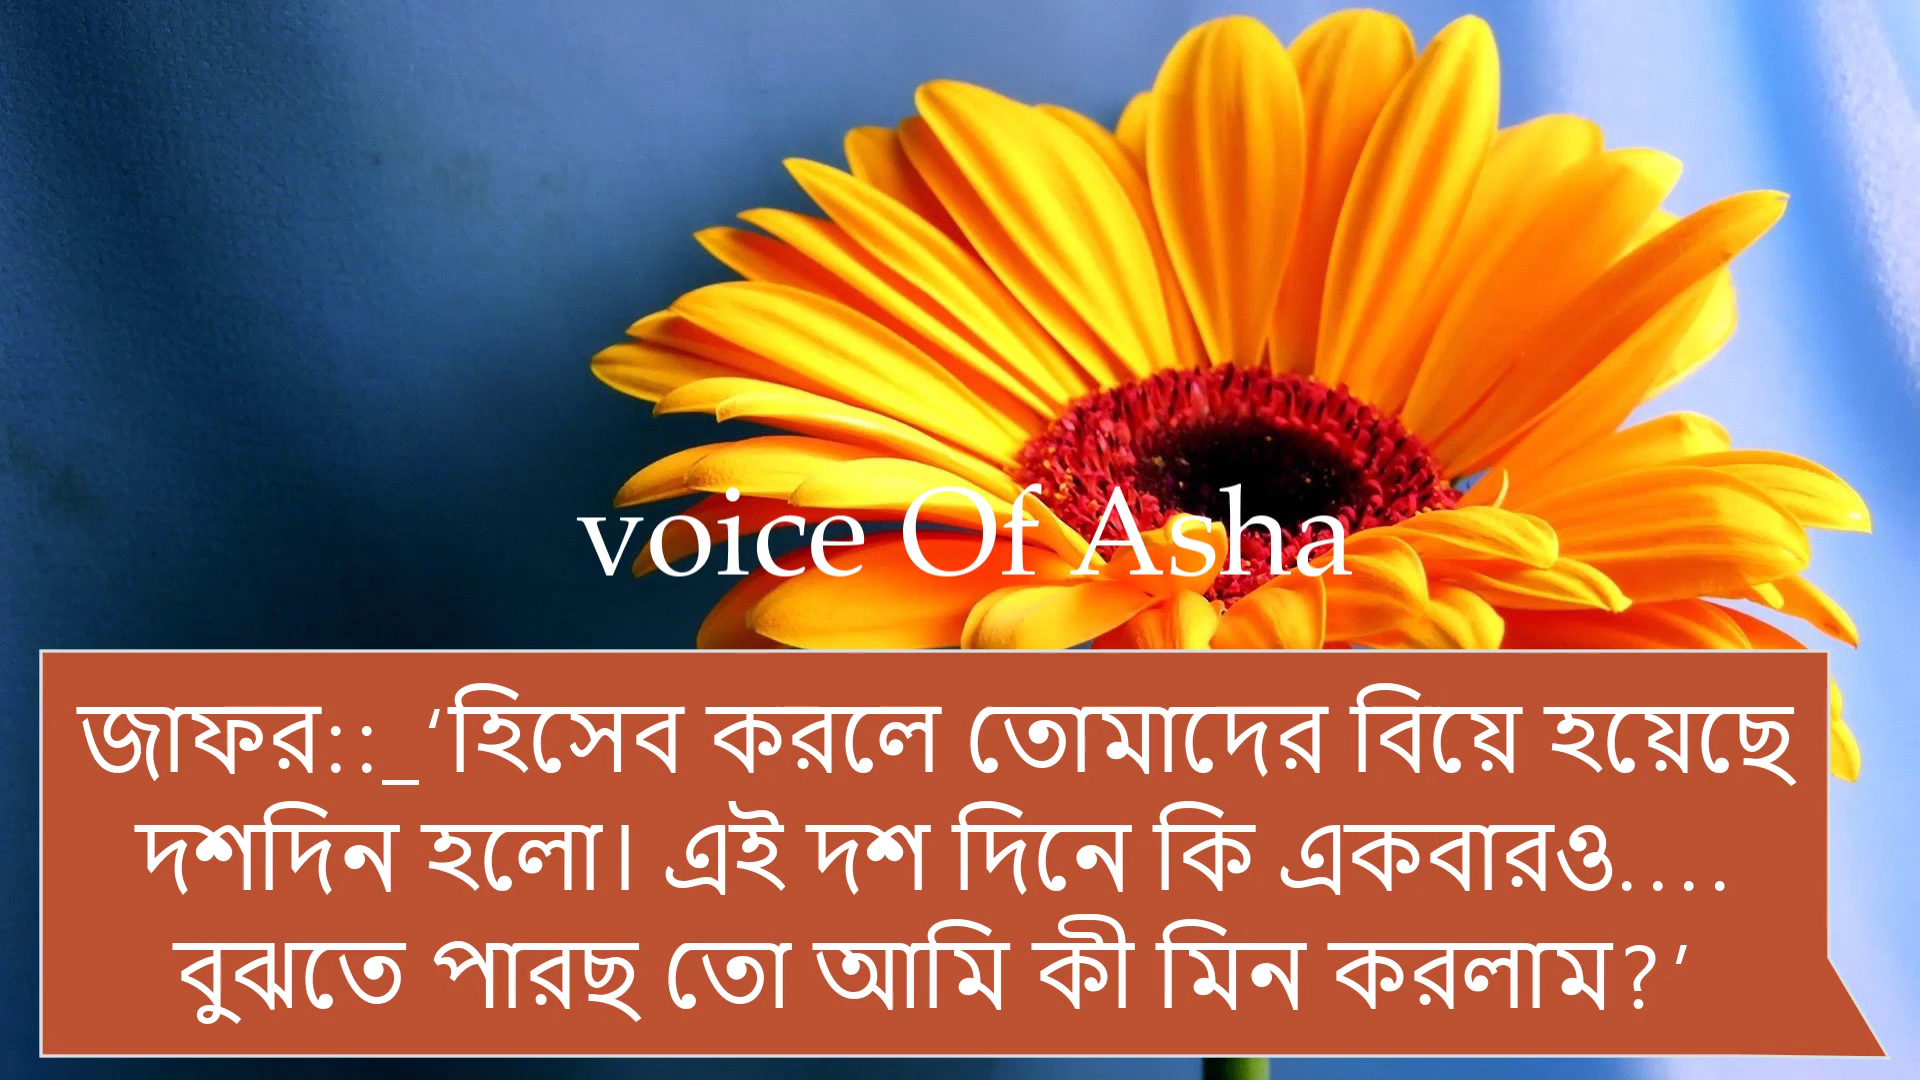 voice Of Asha
জাফর::_‘হিসেব করলে তোমাদের বিয়ে হয়েছে
দশদিন হলো। এই দশ দিনে কি একবারও....
বুঝতে পারছ তো আমি কী মিন করলাম?’